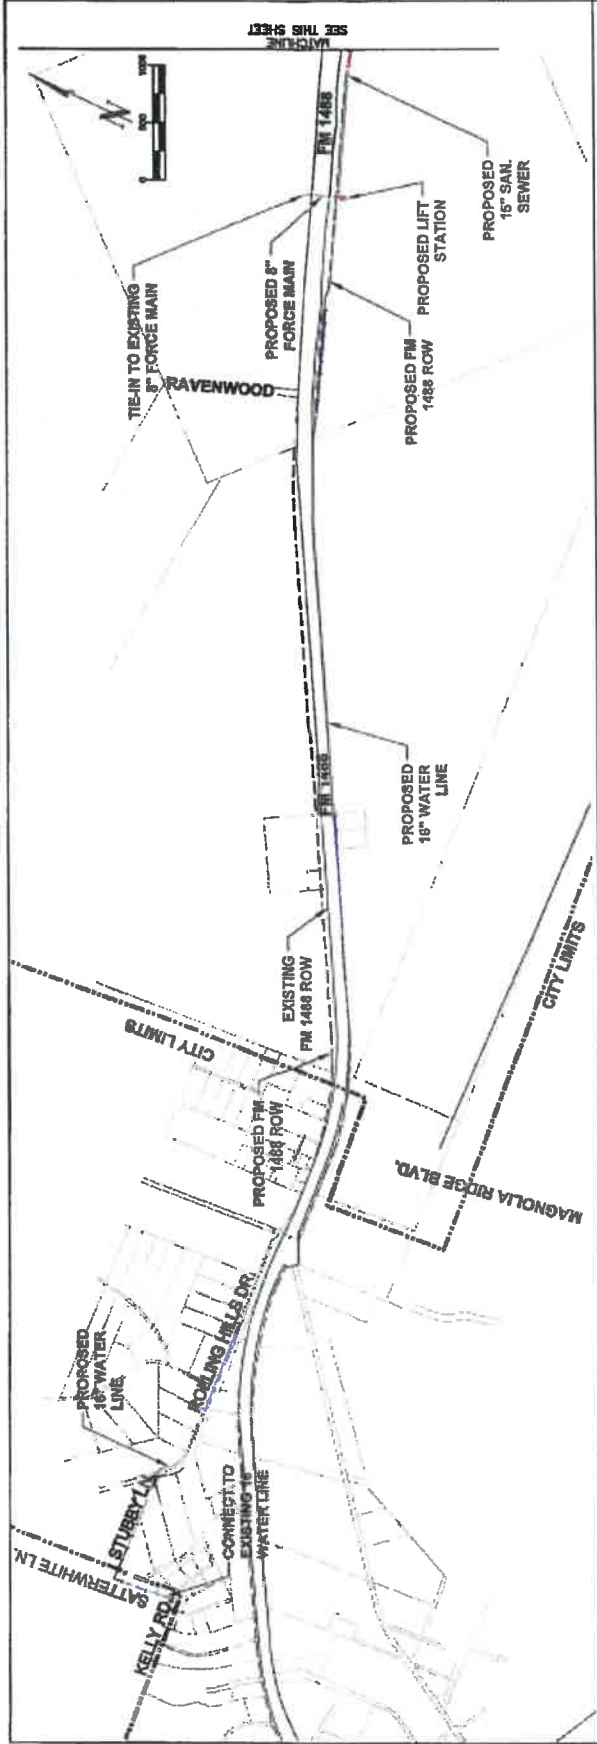 SEE THIS SHEET
MATCHLINE
N
0
500
1000
FM 1488
TIE-IN TO EXISTING
8" FORCE MAIN
RAVENWOOD
PROPOSED 8"
FORCE MAIN
PROPOSED LIFT
STATION
PROPOSED
15" SAN.
SEWER
PROPOSED FM
1488 ROW
FM 1488
PROPOSED
16" WATER
LINE
EXISTING
FM 1488 ROW
CITY LIMITS
CITY LIMITS
PROPOSED FM
1488 ROW
MAGNOLIA RIDGE BLVD.
ROLLING HILLS DR.
PROPOSED
16" WATER
LINE
STUBBY LN.
CONNECT TO
EXISTING 16"
WATER LINE
SATTERWHITE LN.
KELLY RD.